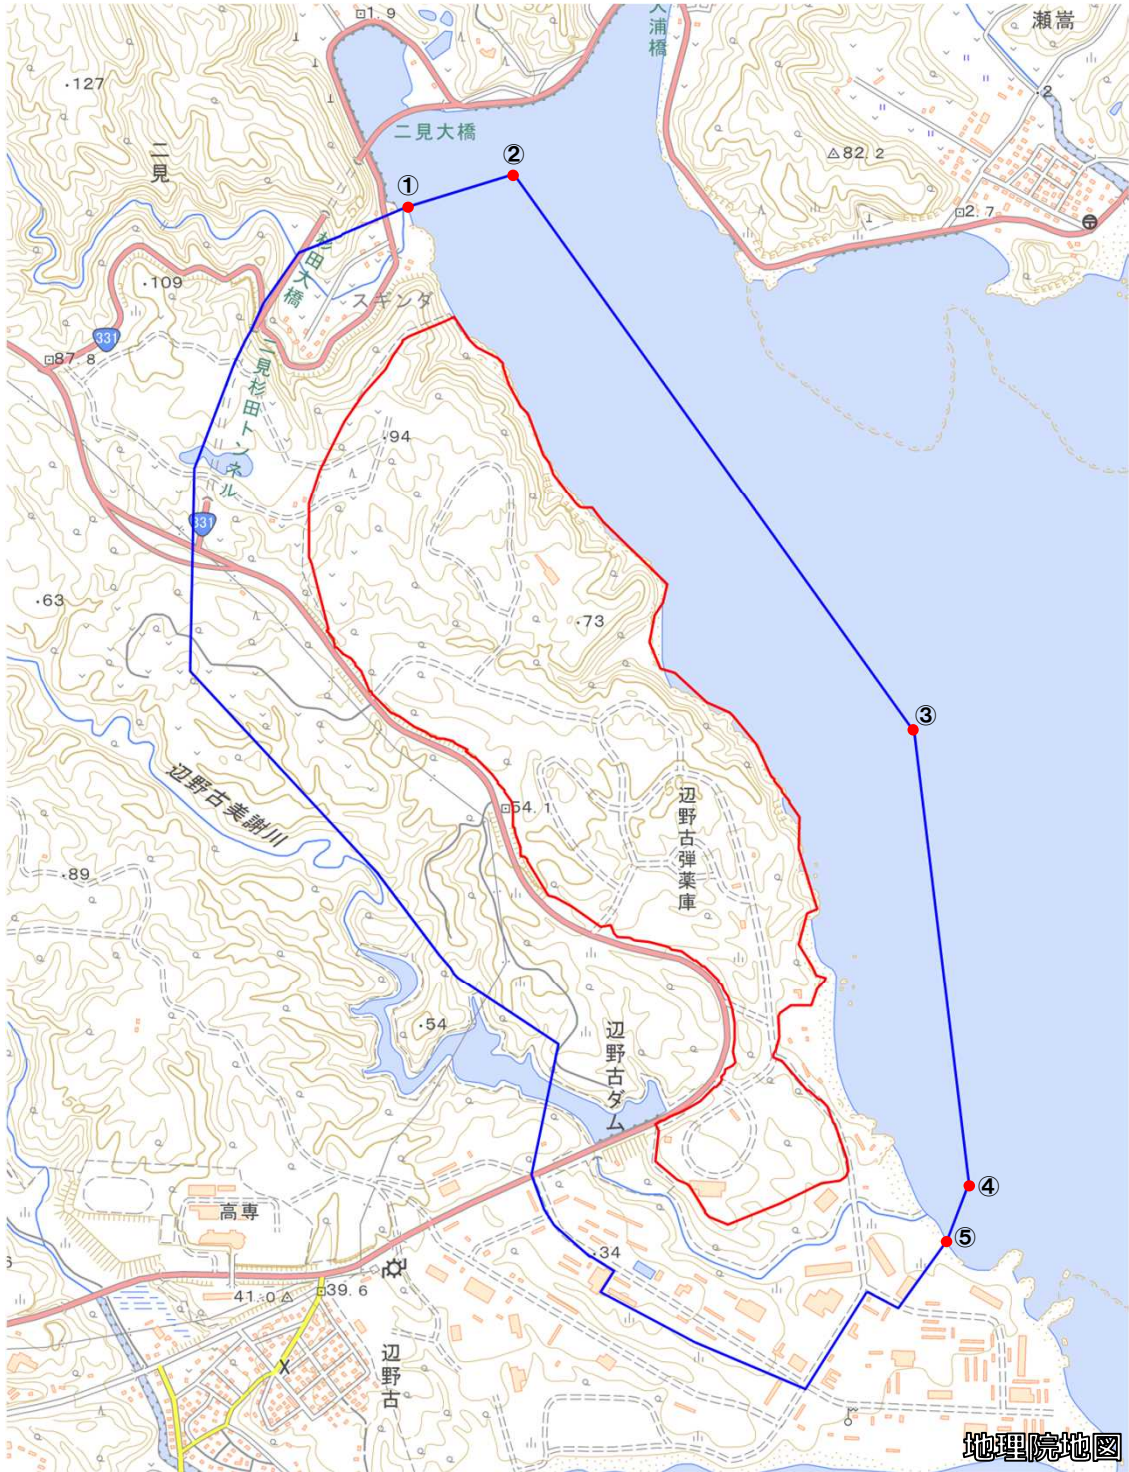 1.9
大浦橋
瀬嵩
127
2
二見大橋
二見
②
82.2
①
2.7
杉田大橋
109
スギンダ
331
87.8
二見杉田トンネル
94
331
63
73
③
辺野古美謝川
辺野古弾薬庫
54.1
89
54
辺野古ダム
50
④
高専
⑤
34
6
41.0
39.6
辺野古
地理院地図